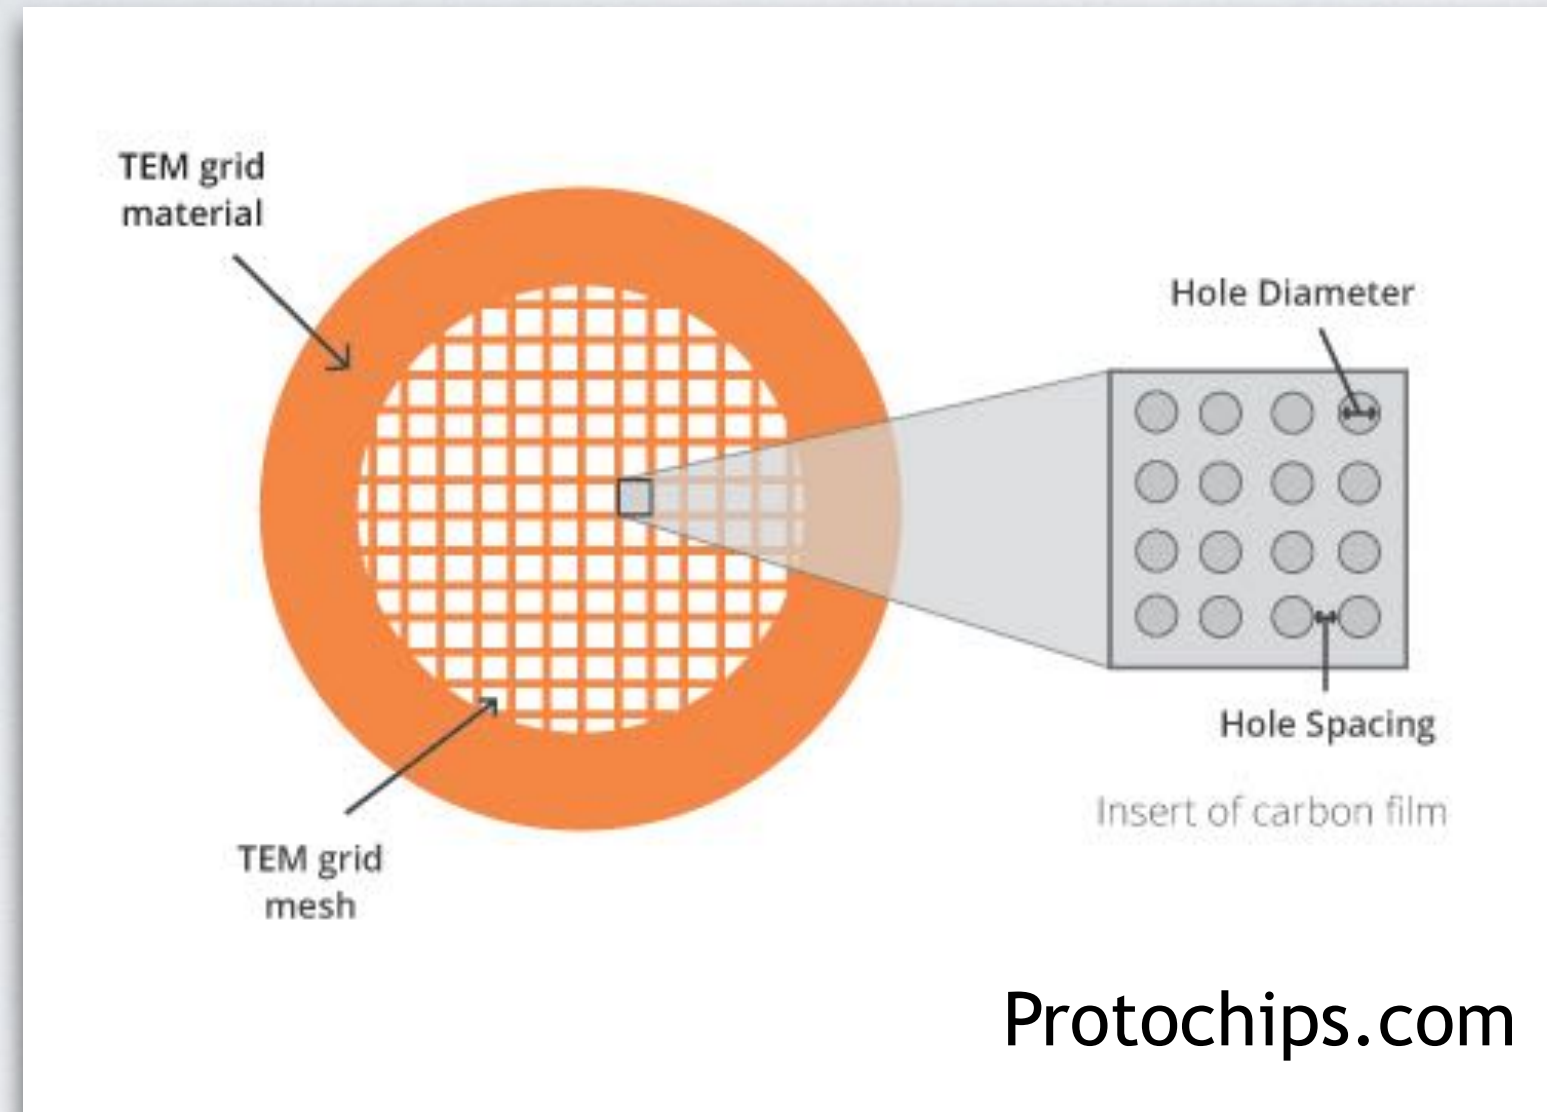 TEM grid
material
Hole Diameter
Hole Spacing
Insert of carbon film
TEM grid
mesh
Protochips.com